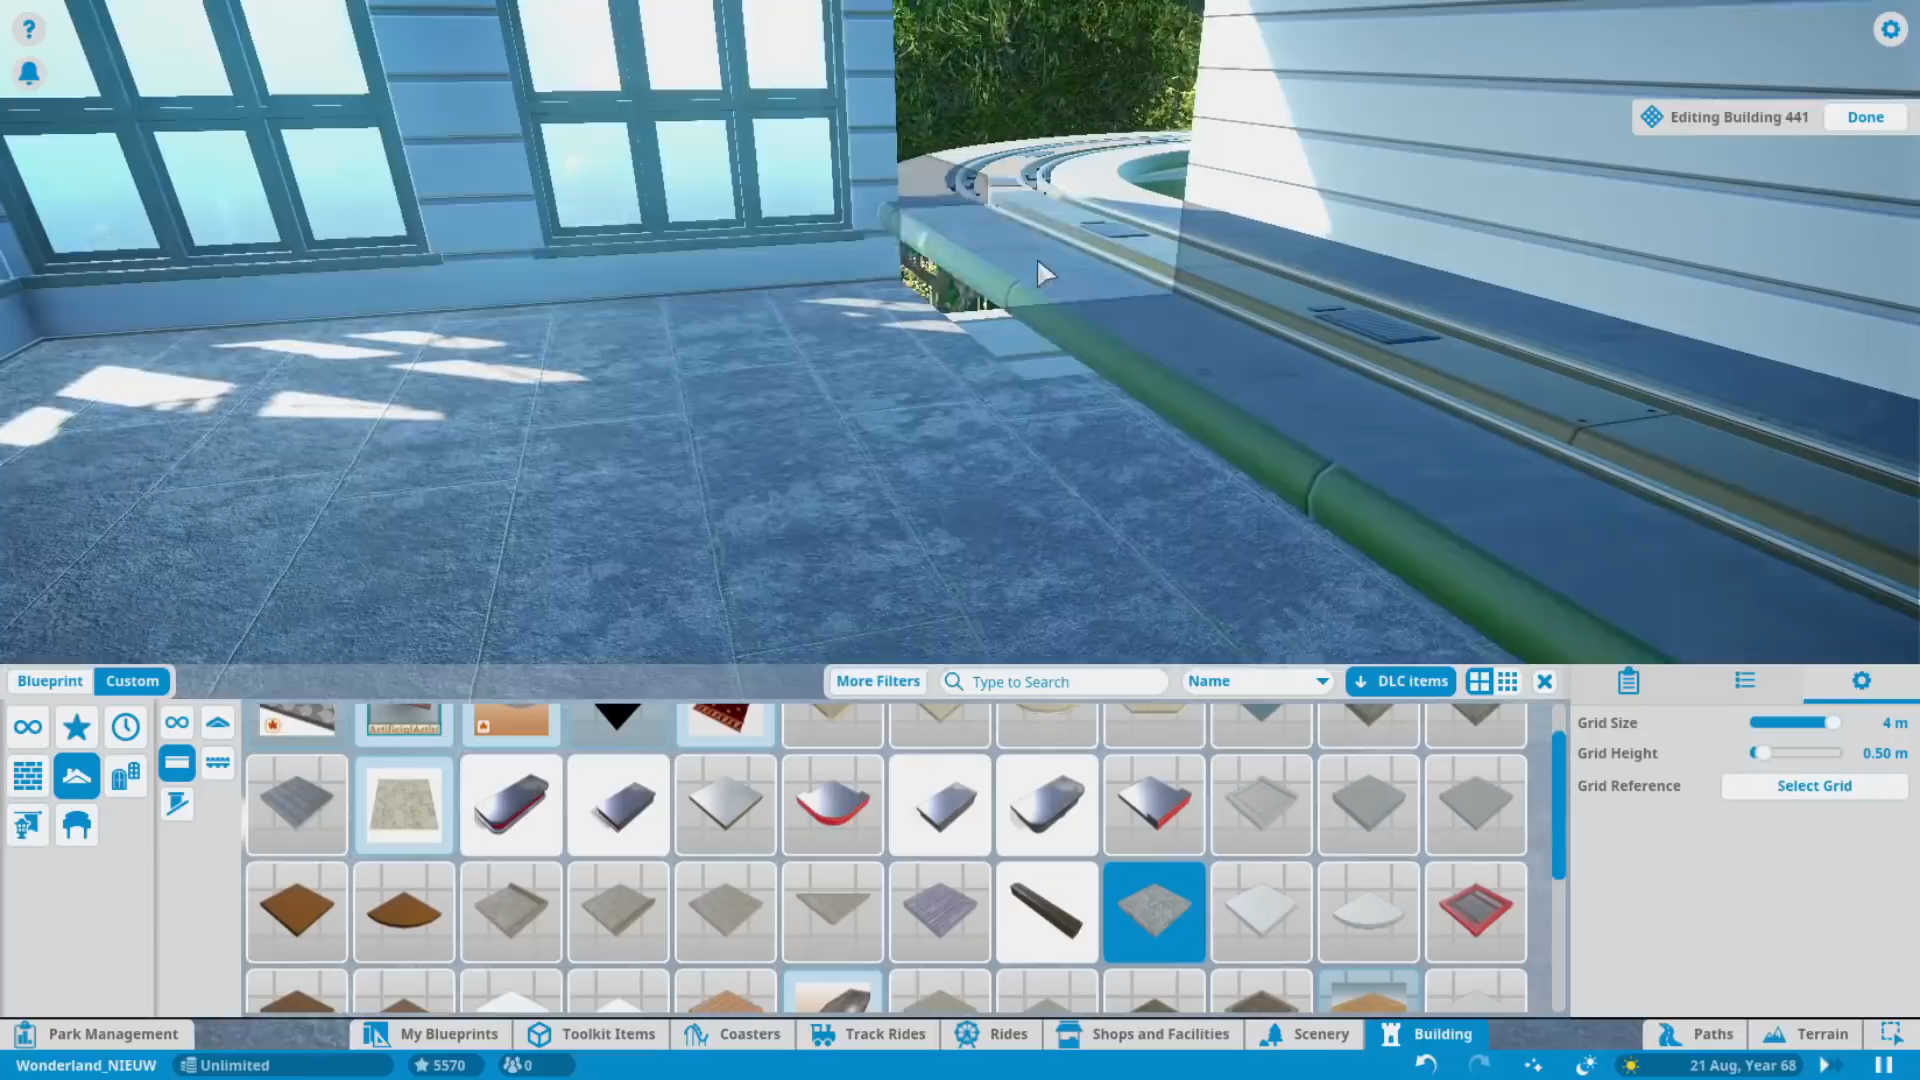 ?
Editing Building 441
Done
Blueprint
Custom
More Filters
Type to Search
Name
DLC items
Grid Size
4 m
Grid Height
0.50 m
Grid Reference
Select Grid
Park Management
My Blueprints
Toolkit Items
Coasters
Track Rides
Rides
Shops and Facilities
Scenery
Building
Paths
Terrain
Wonderland_NIEUW
Unlimited
5570
0
21 Aug, Year 68